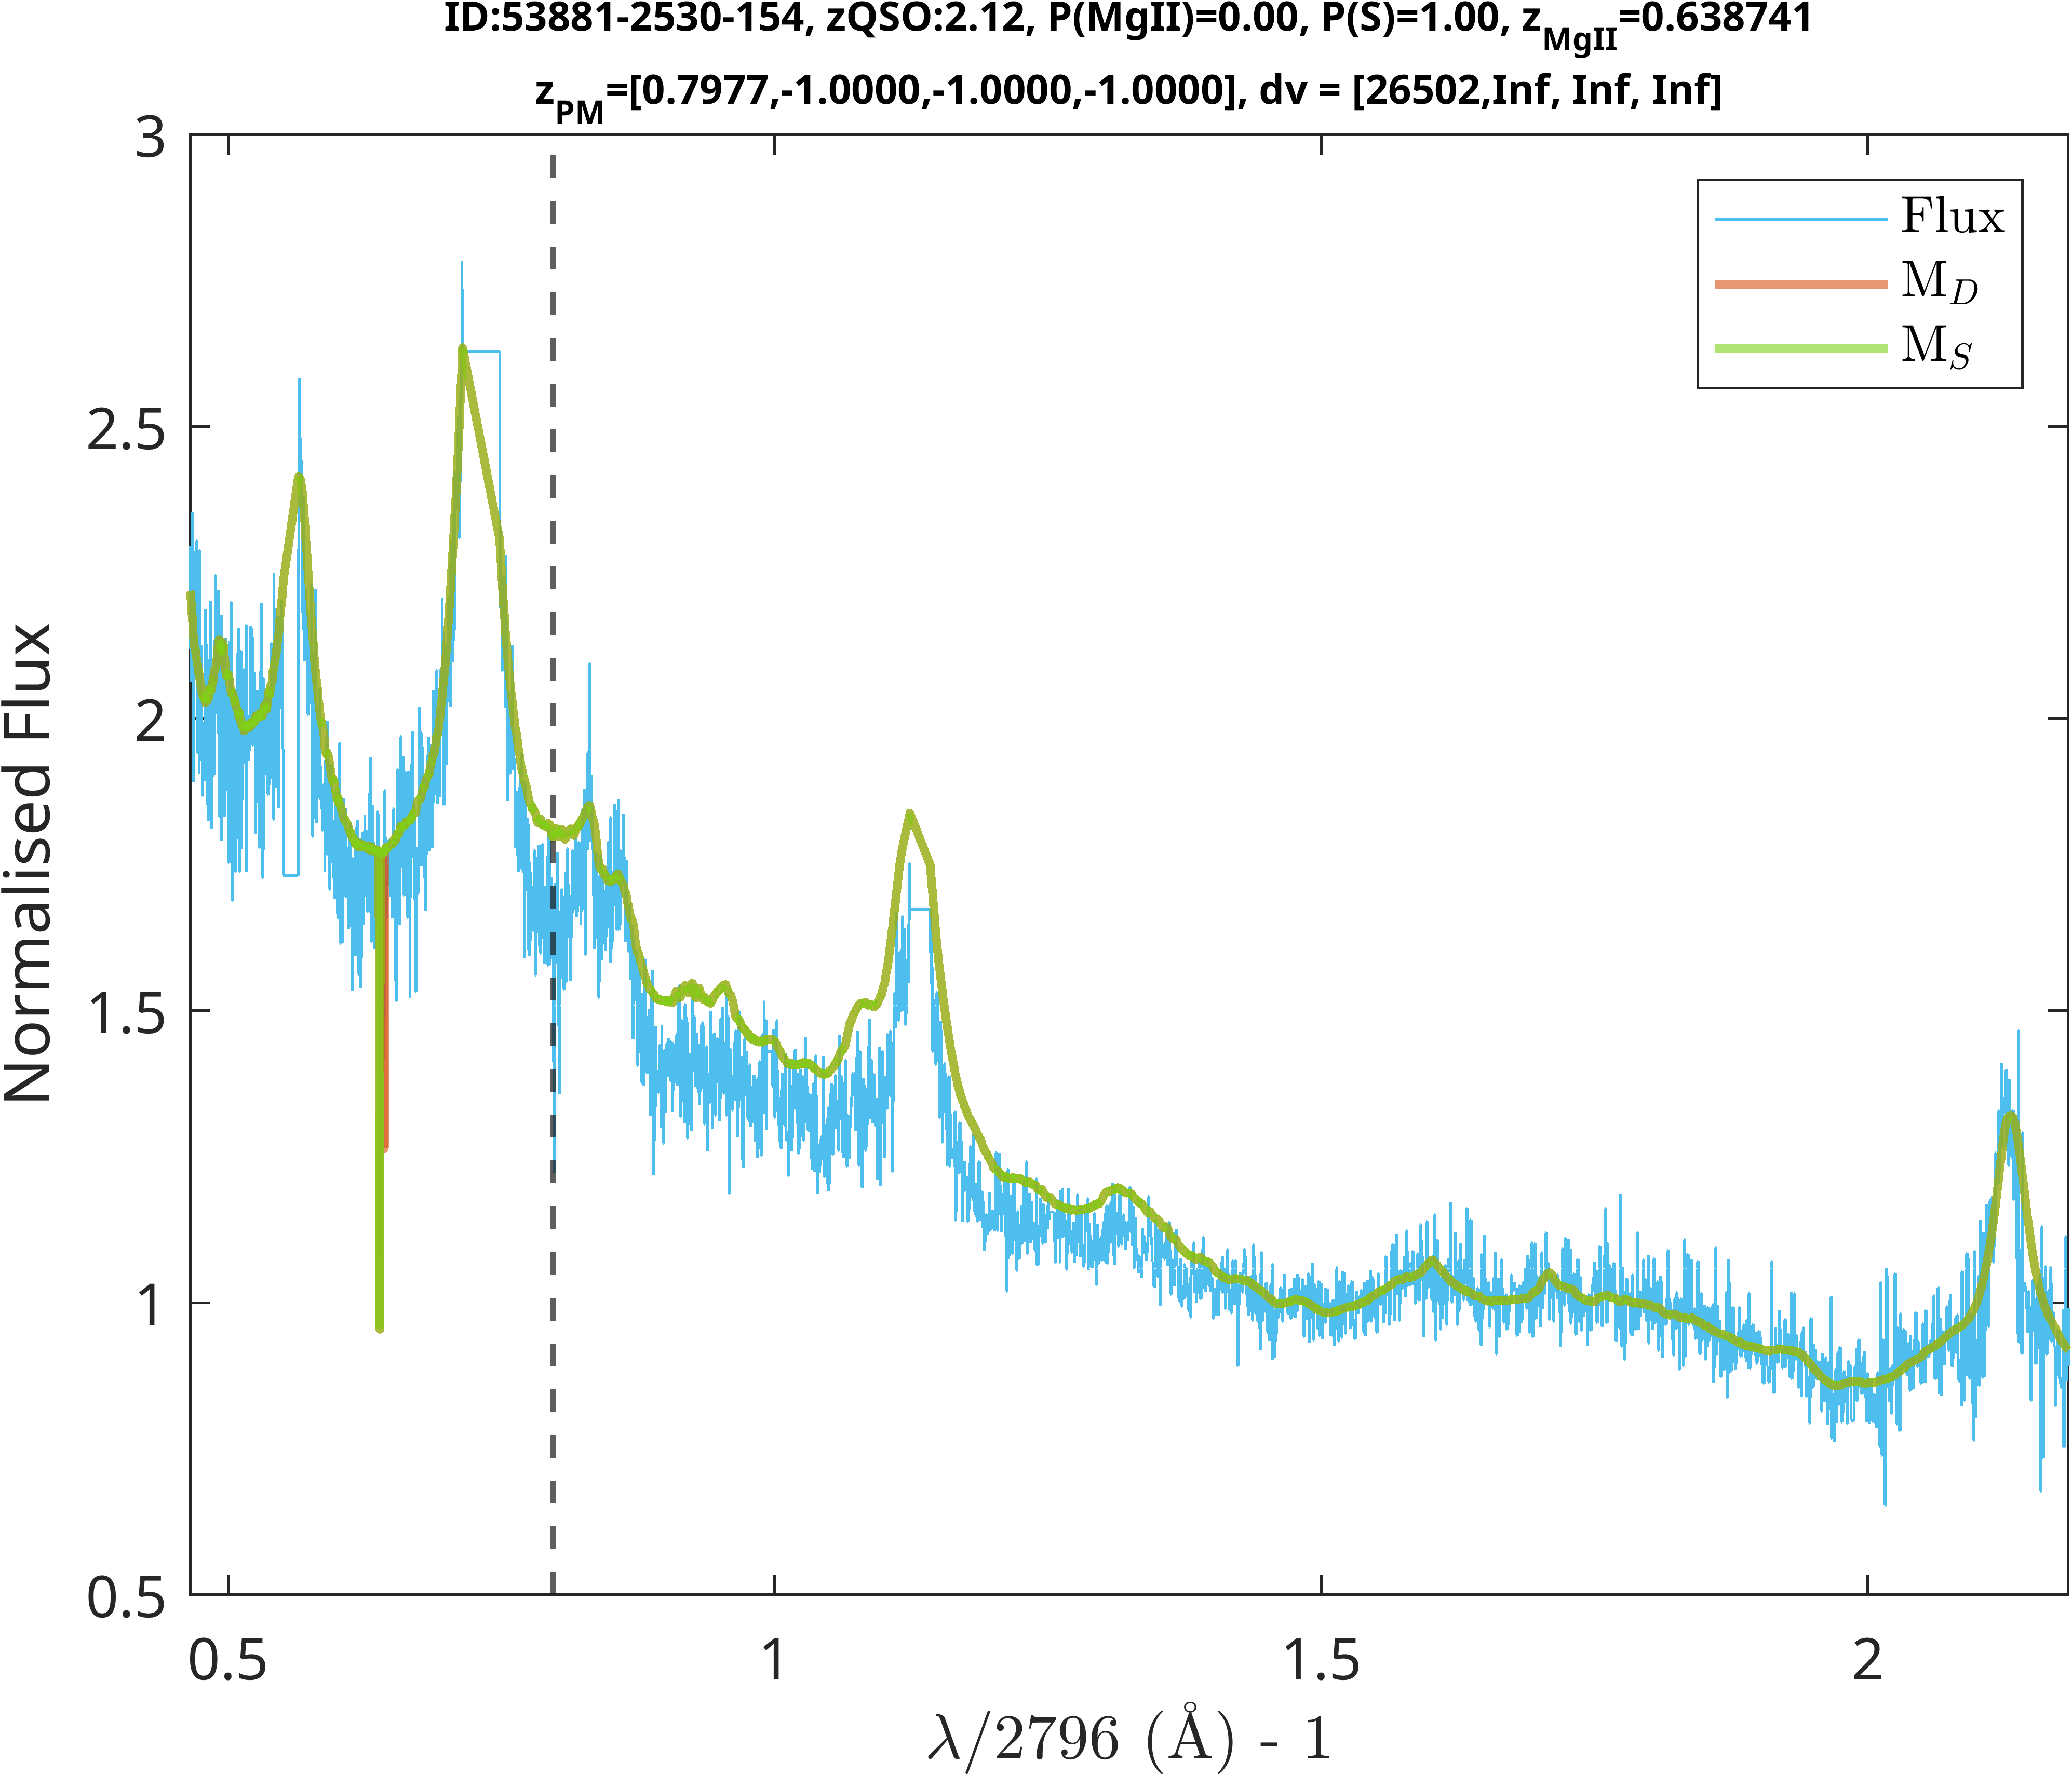 ID:53881-2530-154, zQSO:2.12, P(MgII)=0.00, P(S)=1.00, zMgII=0.638741
zPM=[0.7977,-1.0000,-1.0000,-1.0000], dv = [26502,Inf, Inf, Inf]
3
2.5
2
1.5
1
0.5
Normalised Flux
Flux
MD
MS
0.5
1
1.5
2
λ/2796 (Å) - 1